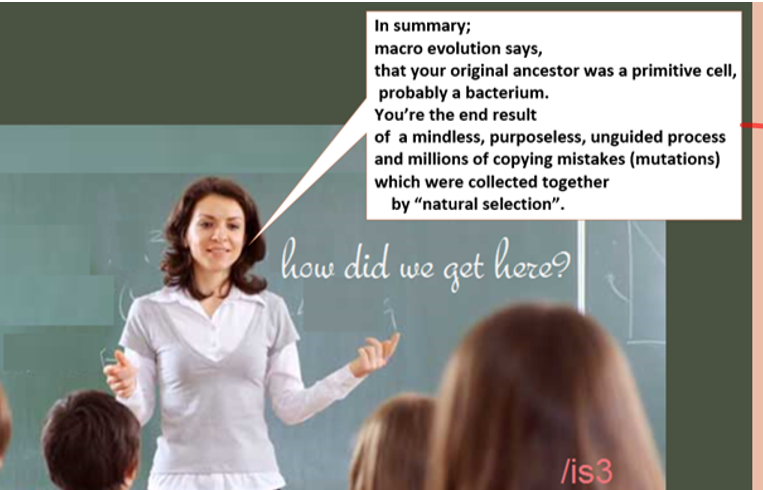 In summary;
macro evolution says,
that your original ancestor was a primitive cell,
probably a bacterium.
You’re the end result
of a mindless, purposeless, unguided process
and millions of copying mistakes (mutations)
which were collected together
by “natural selection”.
how did we get here?
/is3